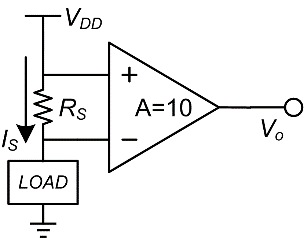 V_DD
+
R_S
A=10
I_S
−
V_o
LOAD